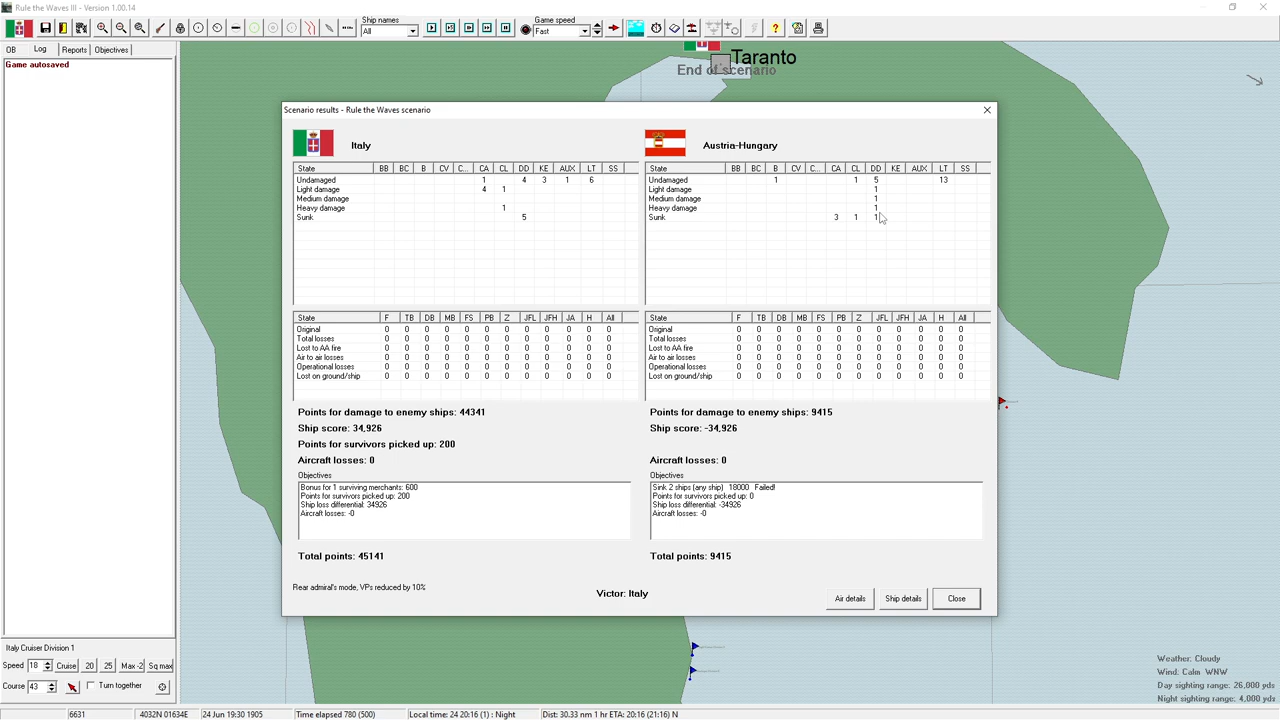 Rule the Waves III - Version 1.00.14
Ship names
All
Game speed
Fast
OB Log Reports Objectives
Game autosaved
Taranto
End of scenario
Scenario results - Rule the Waves scenario
Italy
State BB BC B CV C... CA CL DD KE AUX LT SS
Undamaged 1 4 3 1 6
Light damage 4 1
Medium damage
Heavy damage 1
Sunk 5
State F TB DB MB FS PB Z JFL JFH JA H All
Original 0 0 0 0 0 0 0 0 0 0 0 0
Total losses 0 0 0 0 0 0 0 0 0 0 0 0
Lost to AA fire 0 0 0 0 0 0 0 0 0 0 0 0
Air to air losses 0 0 0 0 0 0 0 0 0 0 0 0
Operational losses 0 0 0 0 0 0 0 0 0 0 0 0
Lost on ground/ship 0 0 0 0 0 0 0 0 0 0 0 0
Points for damage to enemy ships: 44341
Ship score: 34,926
Points for survivors picked up: 200
Aircraft losses: 0
Objectives
Bonus for 1 surviving merchants: 600
Points for survivors picked up: 200
Ship loss differential: 34926
Aircraft losses: -0
Total points: 45141
Austria-Hungary
State BB BC B CV C... CA CL DD KE AUX LT SS
Undamaged 1 1 5 13
Light damage 1
Medium damage 1
Heavy damage 1
Sunk 3 1 1
State F TB DB MB FS PB Z JFL JFH JA H All
Original 0 0 0 0 0 0 0 0 0 0 0 0
Total losses 0 0 0 0 0 0 0 0 0 0 0 0
Lost to AA fire 0 0 0 0 0 0 0 0 0 0 0 0
Air to air losses 0 0 0 0 0 0 0 0 0 0 0 0
Operational losses 0 0 0 0 0 0 0 0 0 0 0 0
Lost on ground/ship 0 0 0 0 0 0 0 0 0 0 0 0
Points for damage to enemy ships: 9415
Ship score: -34,926
Aircraft losses: 0
Objectives
Sink 2 ships (any ship) 18000 Failed!
Points for survivors picked up: 0
Ship loss differential: -34926
Aircraft losses: -0
Total points: 9415
Rear admiral's mode, VPs reduced by 10%
Victor: Italy
Air details Ship details Close
Italy Cruiser Division 1
Speed 18 Cruise 20 25 Max -2 Sq max
Course 43 Turn together
Weather: Cloudy
Wind: Calm WNW
Day sighting range: 26,000 yds
Night sighting range: 4,000 yds
6631 4032N 01634E 24 Jun 19:30 1905 Time elapsed 780 (500) Local time: 24 20:16 (1) : Night Dist: 30.33 nm 1 hr ETA: 20:16 (21:16) N